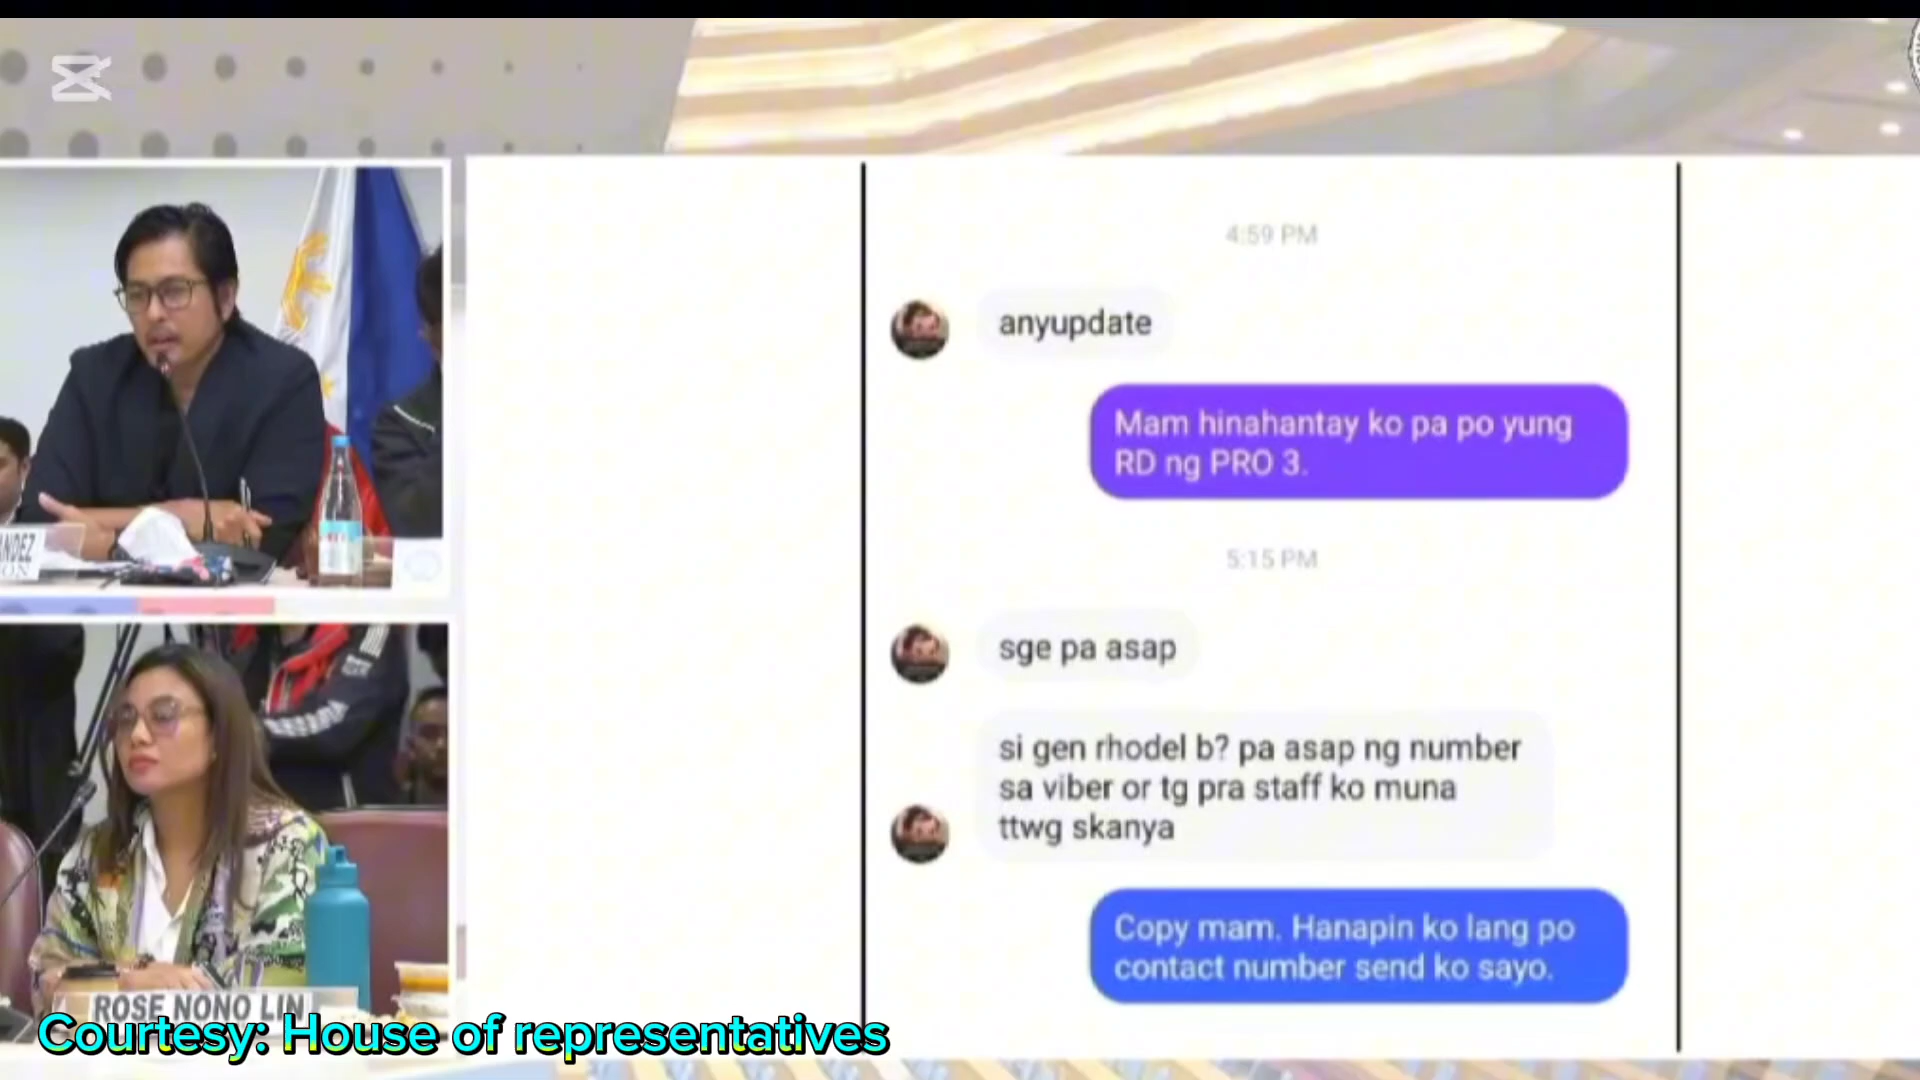 4:59 PM
anyupdate
Mam hinahantay ko pa po yung
RD ng PRO 3.
5:15 PM
sge pa asap
si gen rhodel b? pa asap ng number
sa viber or tg pra staff ko muna
ttwg skanya
Copy mam. Hanapin ko lang po
contact number send ko sayo.
ANDEZ
ION
ROSE NONO LIN
Courtesy: House of representatives